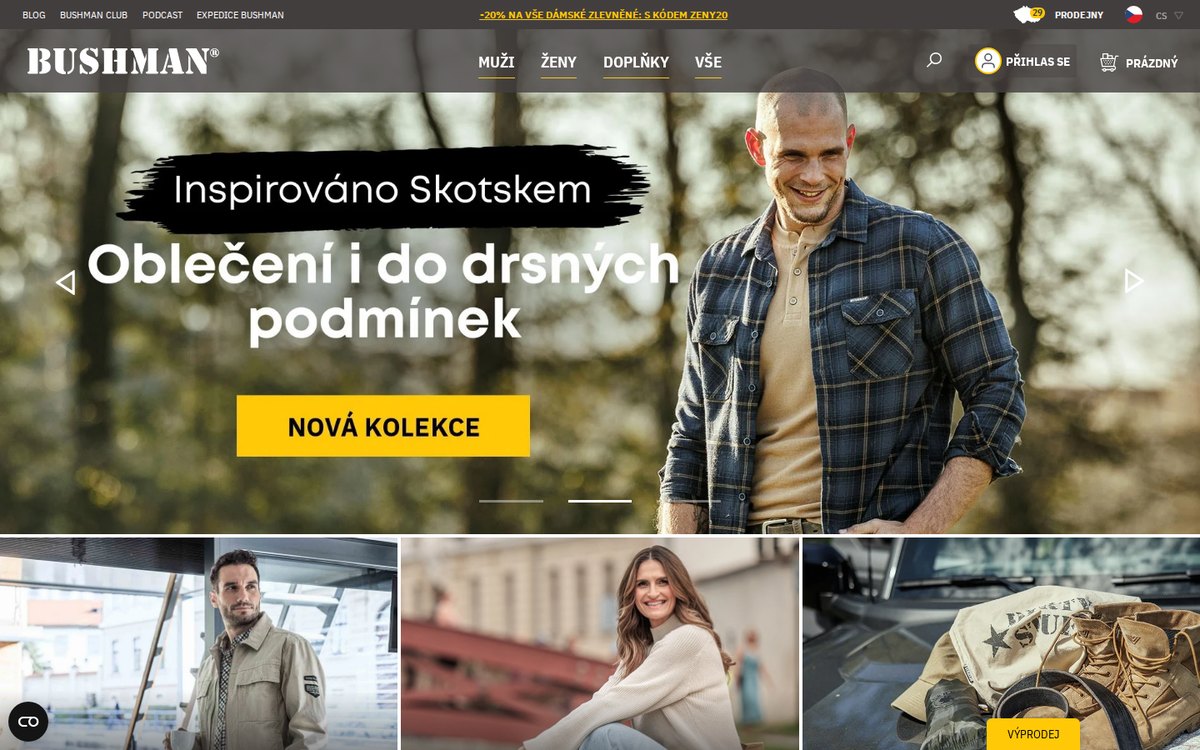 BLOG BUSHMAN CLUB PODCAST EXPEDICE BUSHMAN
-20% NA VŠE DÁMSKÉ ZLEVNĚNÉ: S KÓDEM ZENY20
29 PRODEJNY
CS
BUSHMAN®
MUŽI ŽENY DOPLŇKY VŠE
PŘIHLAS SE
PRÁZDNÝ
Inspirováno Skotskem
Oblečení i do drsných
podmínek
NOVÁ KOLEKCE
VÝPRODEJ